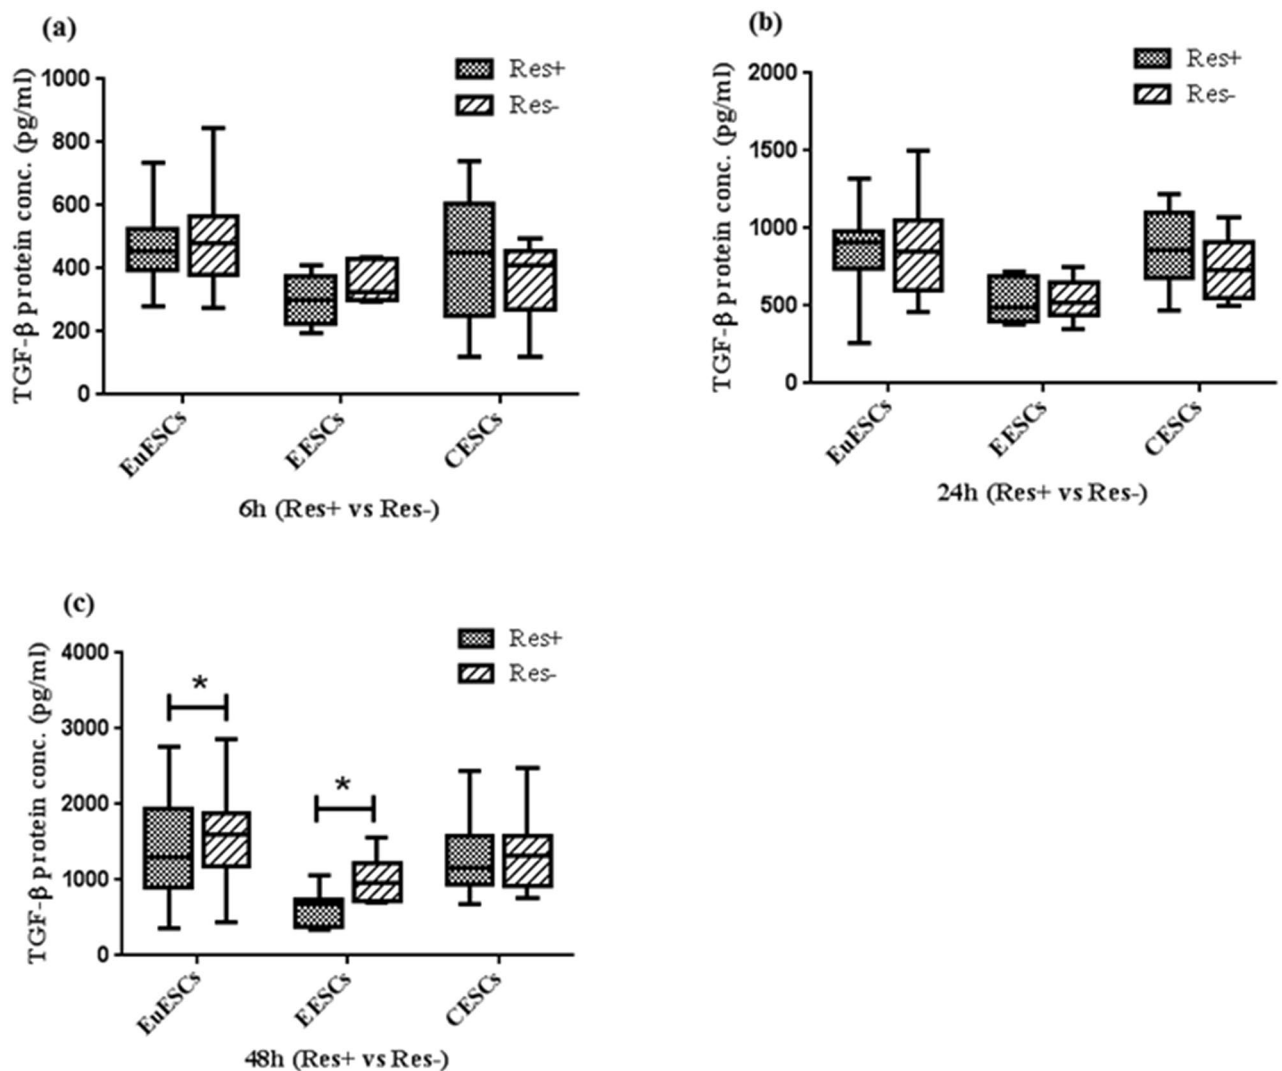 (a)
TGF-β protein conc. (pg/ml)
1000
800
600
400
200
0
Res+
Res-
EuESCs
EESCs
CESCs
6h (Res+ vs Res-)
(b)
TGF-β protein conc. (pg/ml)
2000
1500
1000
500
0
Res+
Res-
EuESCs
EESCs
CESCs
24h (Res+ vs Res-)
(c)
TGF-β protein conc. (pg/ml)
4000
3000
2000
1000
0
Res+
Res-
*
*
EuESCs
EESCs
CESCs
48h (Res+ vs Res-)